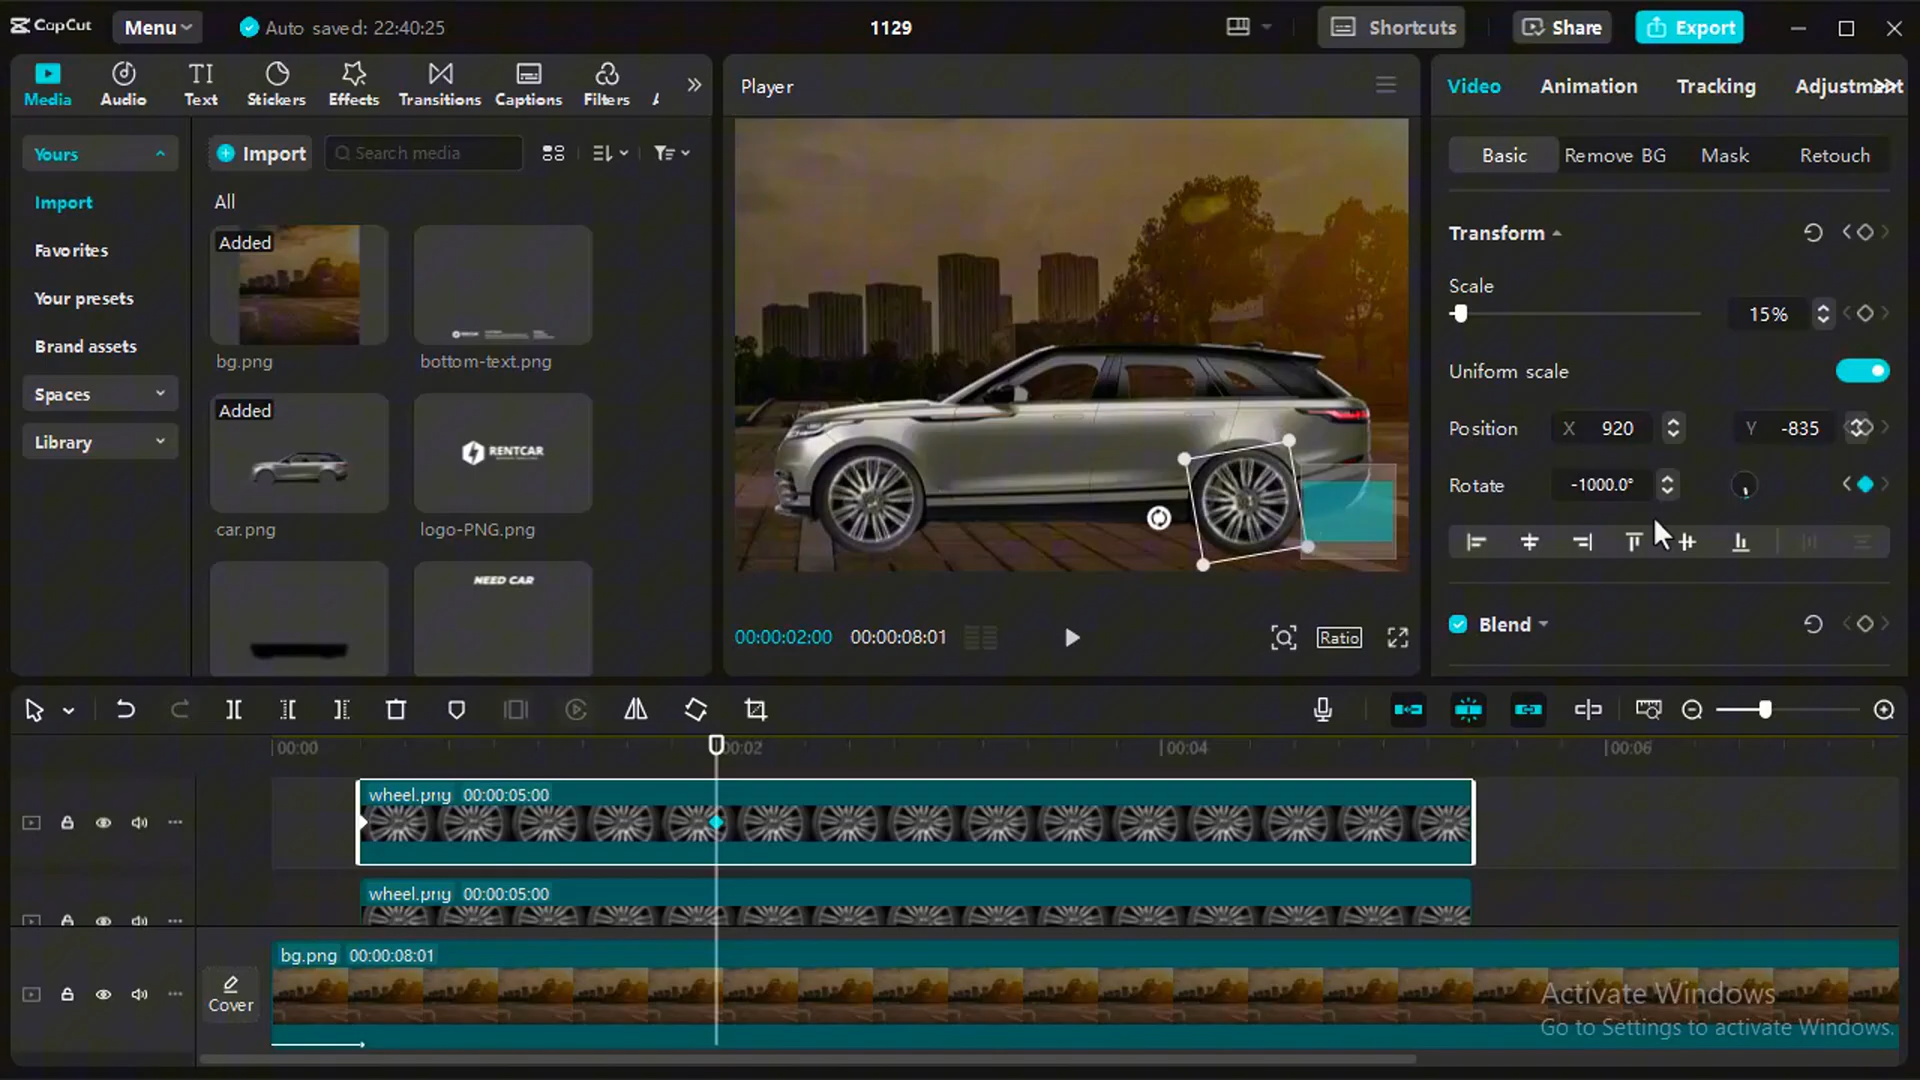 CapCut
Menu
Auto saved: 22:40:25
1129
Shortcuts
Share
Export
Media
Audio
Text
Stickers
Effects
Transitions
Captions
Filters
Player
Video
Animation
Tracking
Adjustment
Yours
Import
Favorites
Your presets
Brand assets
Spaces
Library
Import
Search media
All
Added
bg.png
bottom-text.png
Added
car.png
RENTCAR
logo-PNG.png
NEED CAR
Basic
Remove BG
Mask
Retouch
Transform
Scale
15%
Uniform scale
Position
X 920
Y -835
Rotate
-1000.0°
Blend
00:00:02:00
00:00:08:01
Ratio
00:00
00:02
00:04
00:06
wheel.png 00:00:05:00
wheel.png 00:00:05:00
bg.png 00:00:08:01
Cover
Activate Windows
Go to Settings to activate Windows.